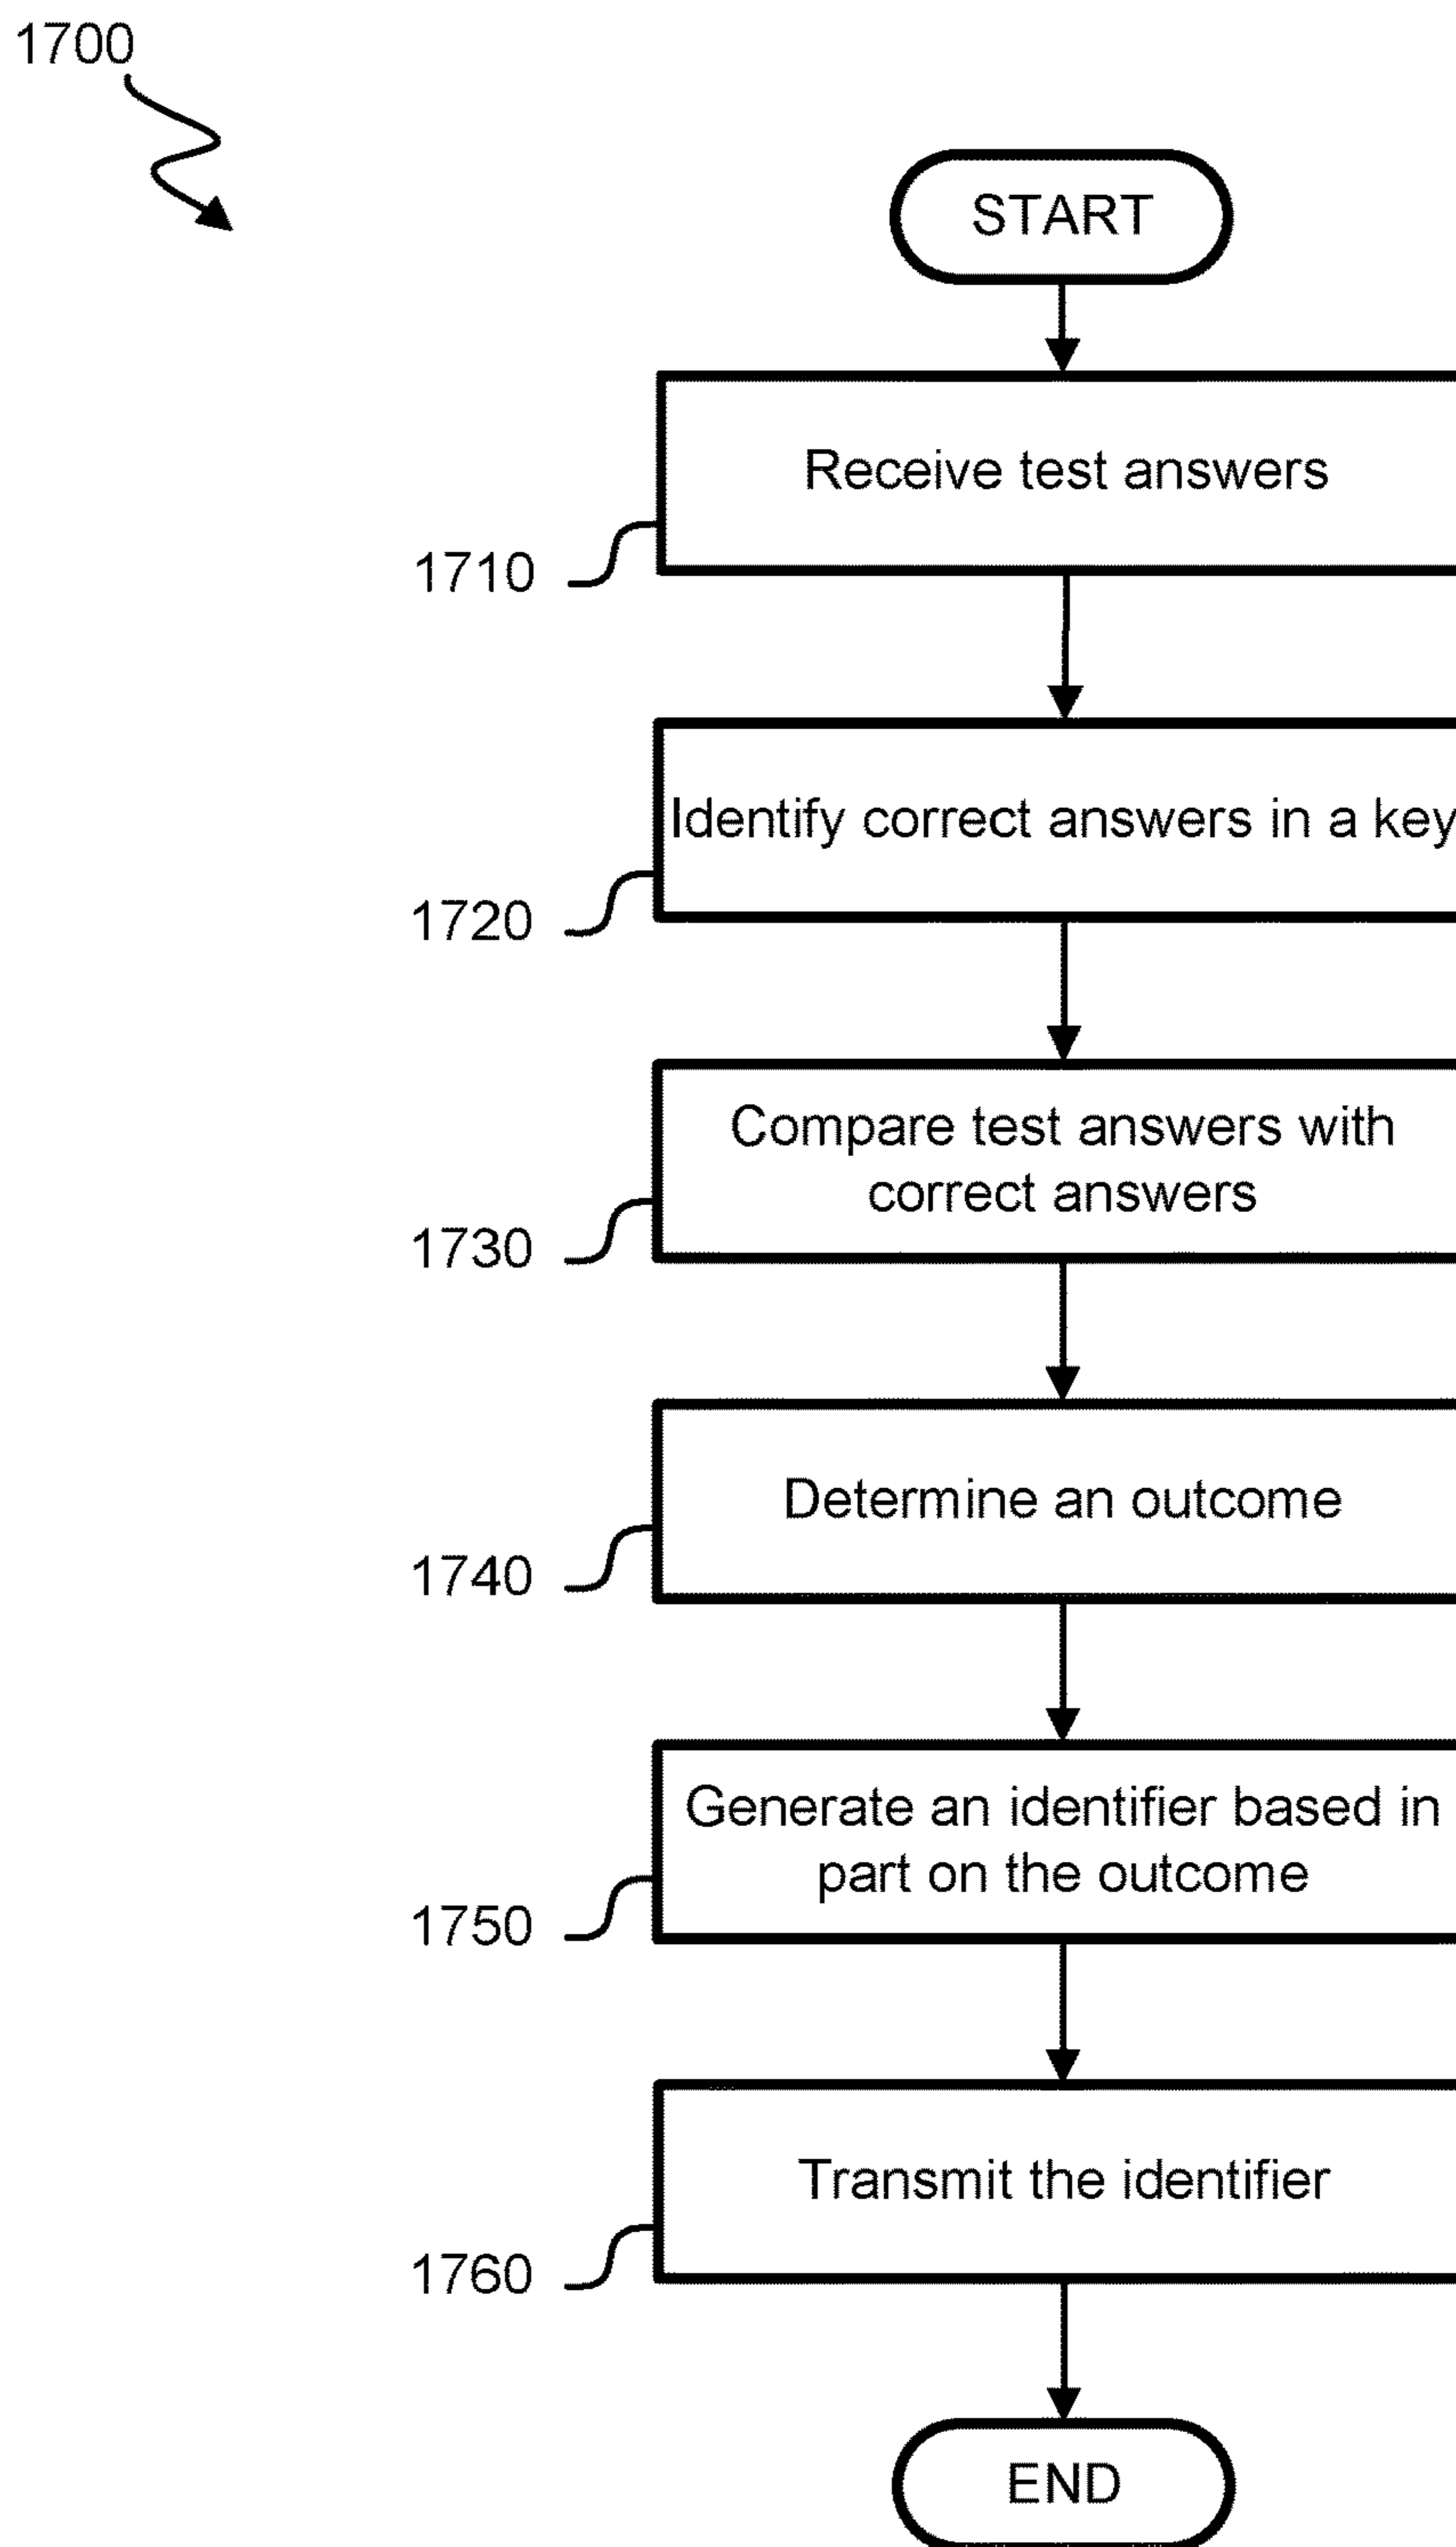 1700
START
Receive test answers
1710
Identify correct answers in a key
1720
Compare test answers with
correct answers
1730
Determine an outcome
1740
Generate an identifier based in
part on the outcome
1750
Transmit the identifier
1760
END